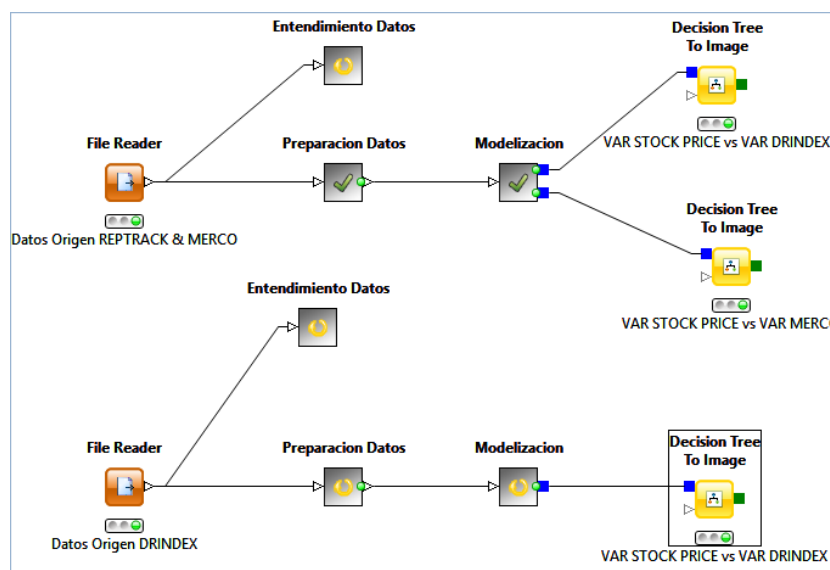 Entendimiento Datos
Decision Tree
To Image
File Reader
Preparacion Datos
Modelizacion
VAR STOCK PRICE vs VAR DRINDEX
Datos Origen REPTRACK & MERCO
Decision Tree
To Image
Entendimiento Datos
VAR STOCK PRICE vs VAR MERCO
File Reader
Preparacion Datos
Modelizacion
Decision Tree
To Image
Datos Origen DRINDEX
VAR STOCK PRICE vs VAR DRINDEX